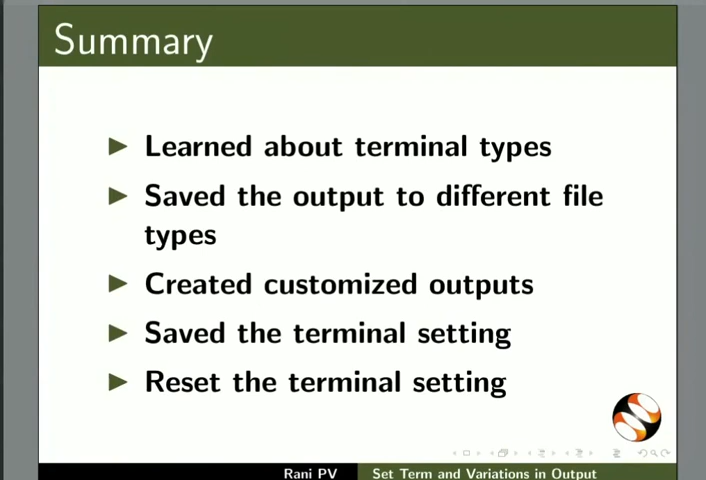 Summary
Learned about terminal types
Saved the output to different file
types
Created customized outputs
Saved the terminal setting
Reset the terminal setting
Rani PV Set Term and Variations in Output